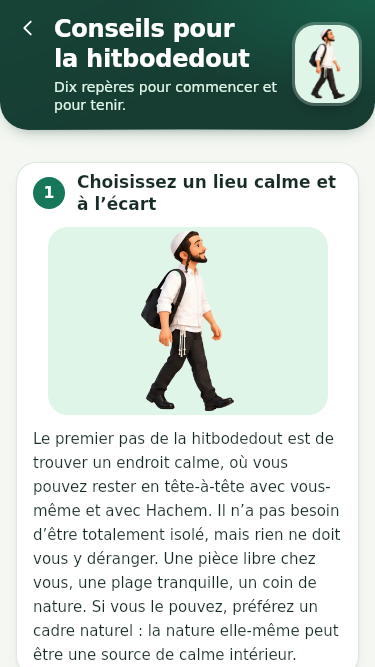 Conseils pour
la hitbodedout
Dix repères pour commencer et
pour tenir.
1
Choisissez un lieu calme et
à l’écart
Le premier pas de la hitbodedout est de
trouver un endroit calme, où vous
pouvez rester en tête-à-tête avec vous-
même et avec Hachem. Il n’a pas besoin
d’être totalement isolé, mais rien ne doit
vous y déranger. Une pièce libre chez
vous, une plage tranquille, un coin de
nature. Si vous le pouvez, préférez un
cadre naturel : la nature elle-même peut
être une source de calme intérieur.